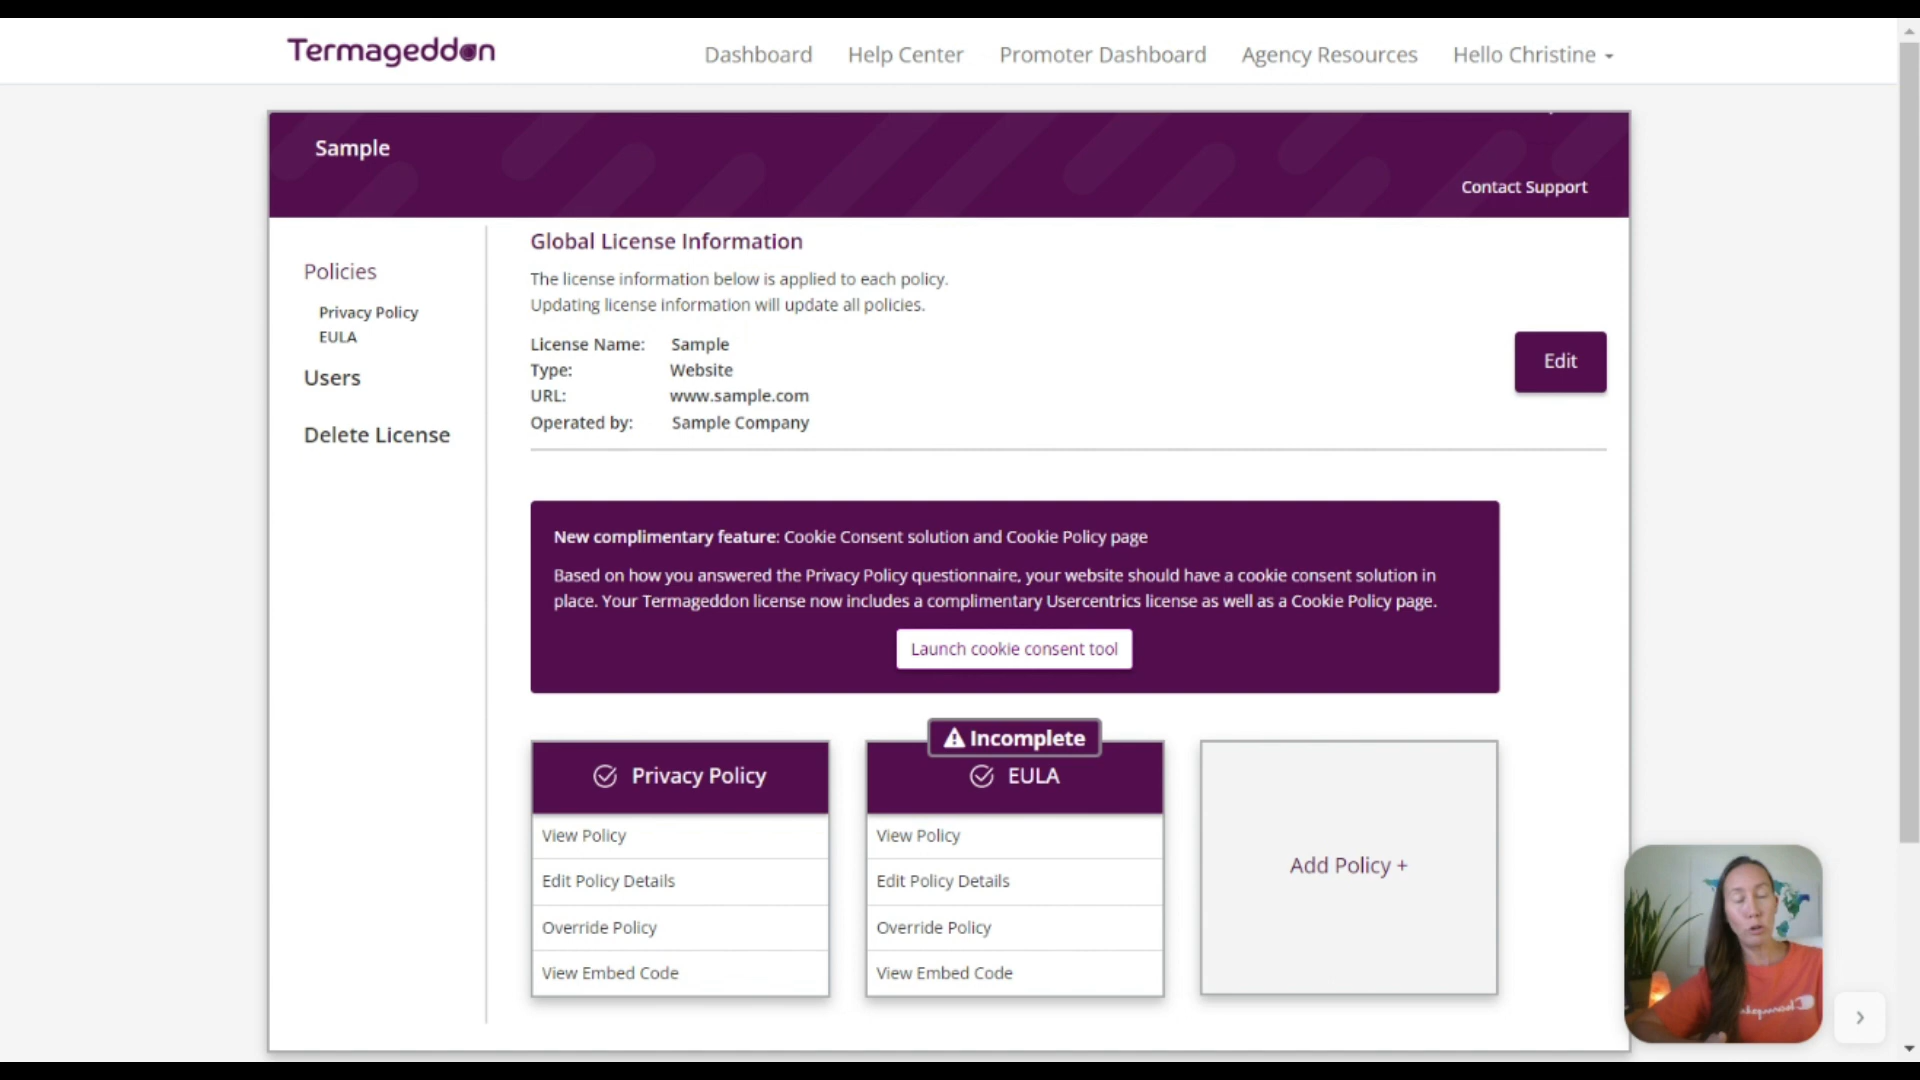 Termageddon
Dashboard
Help Center
Promoter Dashboard
Agency Resources
Hello Christine
Sample
Contact Support
Policies
Privacy Policy
EULA
Users
Delete License
Global License Information
The license information below is applied to each policy.
Updating license information will update all policies.
License Name: Sample
Type: Website
URL: www.sample.com
Operated by: Sample Company
Edit
New complimentary feature: Cookie Consent solution and Cookie Policy page
Based on how you answered the Privacy Policy questionnaire, your website should have a cookie consent solution in
place. Your Termageddon license now includes a complimentary Usercentrics license as well as a Cookie Policy page.
Launch cookie consent tool
Privacy Policy
View Policy
Edit Policy Details
Override Policy
View Embed Code
Incomplete
EULA
View Policy
Edit Policy Details
Override Policy
View Embed Code
Add Policy +